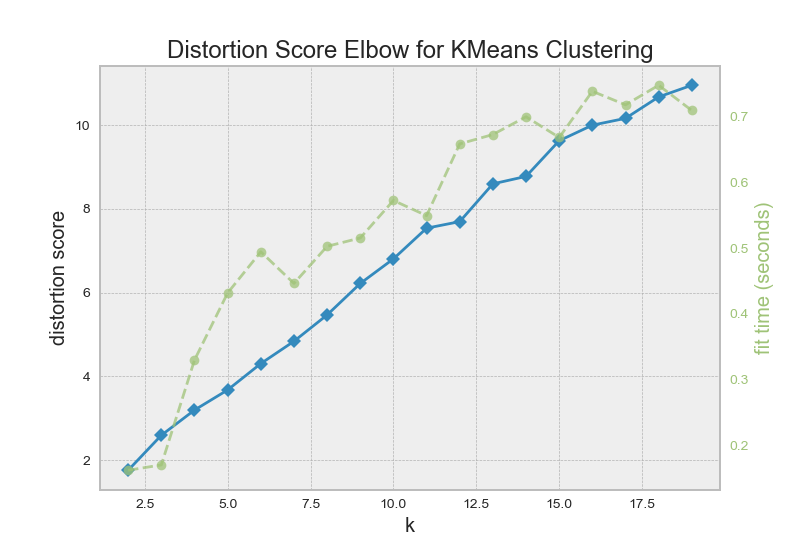 Distortion Score Elbow for KMeans Clustering
distortion score
10
8
6
4
2
2.5 5.0 7.5 10.0 12.5 15.0 17.5
k
0.7
0.6
0.5
0.4
0.3
0.2
fit time (seconds)